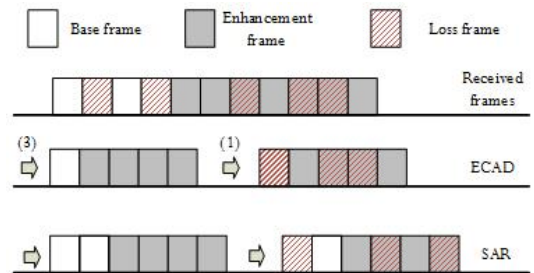 Base frame
Enhancement
frame
Loss frame
Received
frames
(3)
(1)
ECAD
SAR